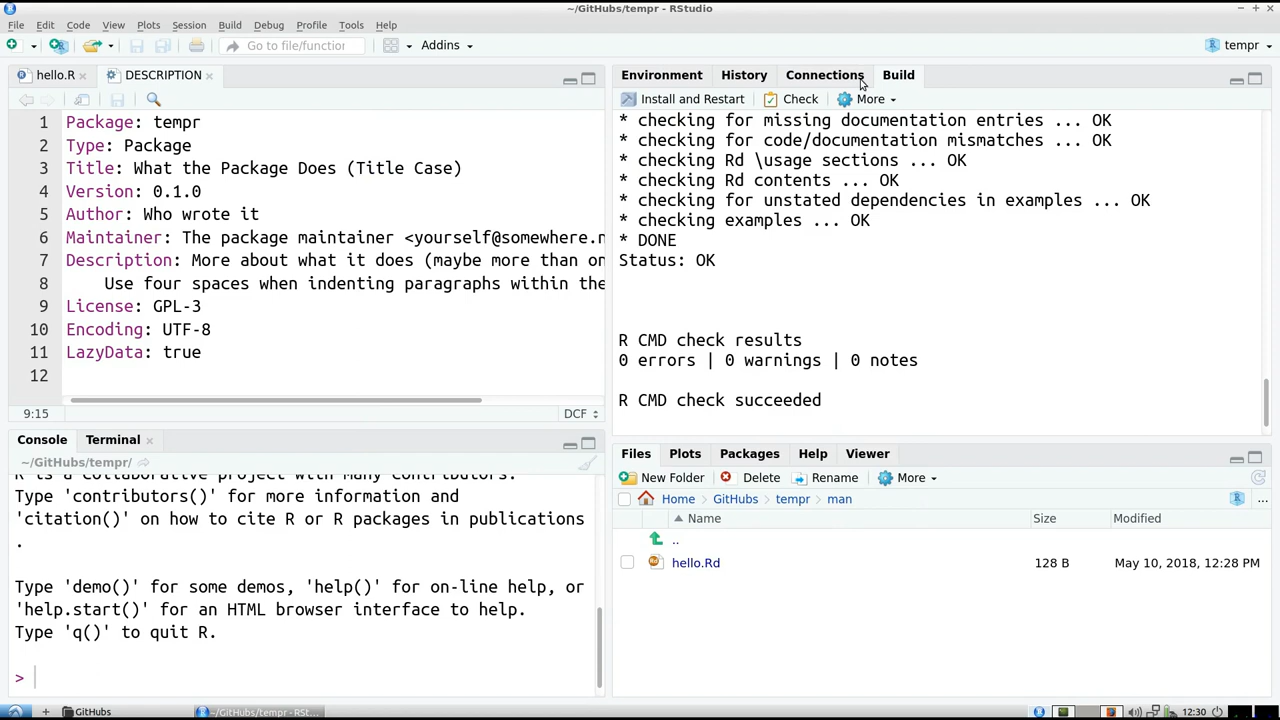 ~/GitHubs/tempr - RStudio
File Edit Code View Plots Session Build Debug Profile Tools Help
Go to file/function Addins tempr
hello.R DESCRIPTION
1 Package: tempr
2 Type: Package
3 Title: What the Package Does (Title Case)
4 Version: 0.1.0
5 Author: Who wrote it
6 Maintainer: The package maintainer <yourself@somewhere.n
7 Description: More about what it does (maybe more than on
8 Use four spaces when indenting paragraphs within the
9 License: GPL-3
10 Encoding: UTF-8
11 LazyData: true
12
9:15 DCF
Environment History Connections Build
Install and Restart Check More
* checking for missing documentation entries ... OK
* checking for code/documentation mismatches ... OK
* checking Rd \usage sections ... OK
* checking Rd contents ... OK
* checking for unstated dependencies in examples ... OK
* checking examples ... OK
* DONE
Status: OK
R CMD check results
0 errors | 0 warnings | 0 notes
R CMD check succeeded
Console Terminal
~/GitHubs/tempr/
R is a collaborative project with many contributors.
Type 'contributors()' for more information and
'citation()' on how to cite R or R packages in publications
.
Type 'demo()' for some demos, 'help()' for on-line help, or
'help.start()' for an HTML browser interface to help.
Type 'q()' to quit R.
>
Files Plots Packages Help Viewer
New Folder Delete Rename More
Home GitHubs tempr man ...
Name Size Modified
..
hello.Rd 128 B May 10, 2018, 12:28 PM
GitHubs ~/GitHubs/tempr - RSt... 12:30